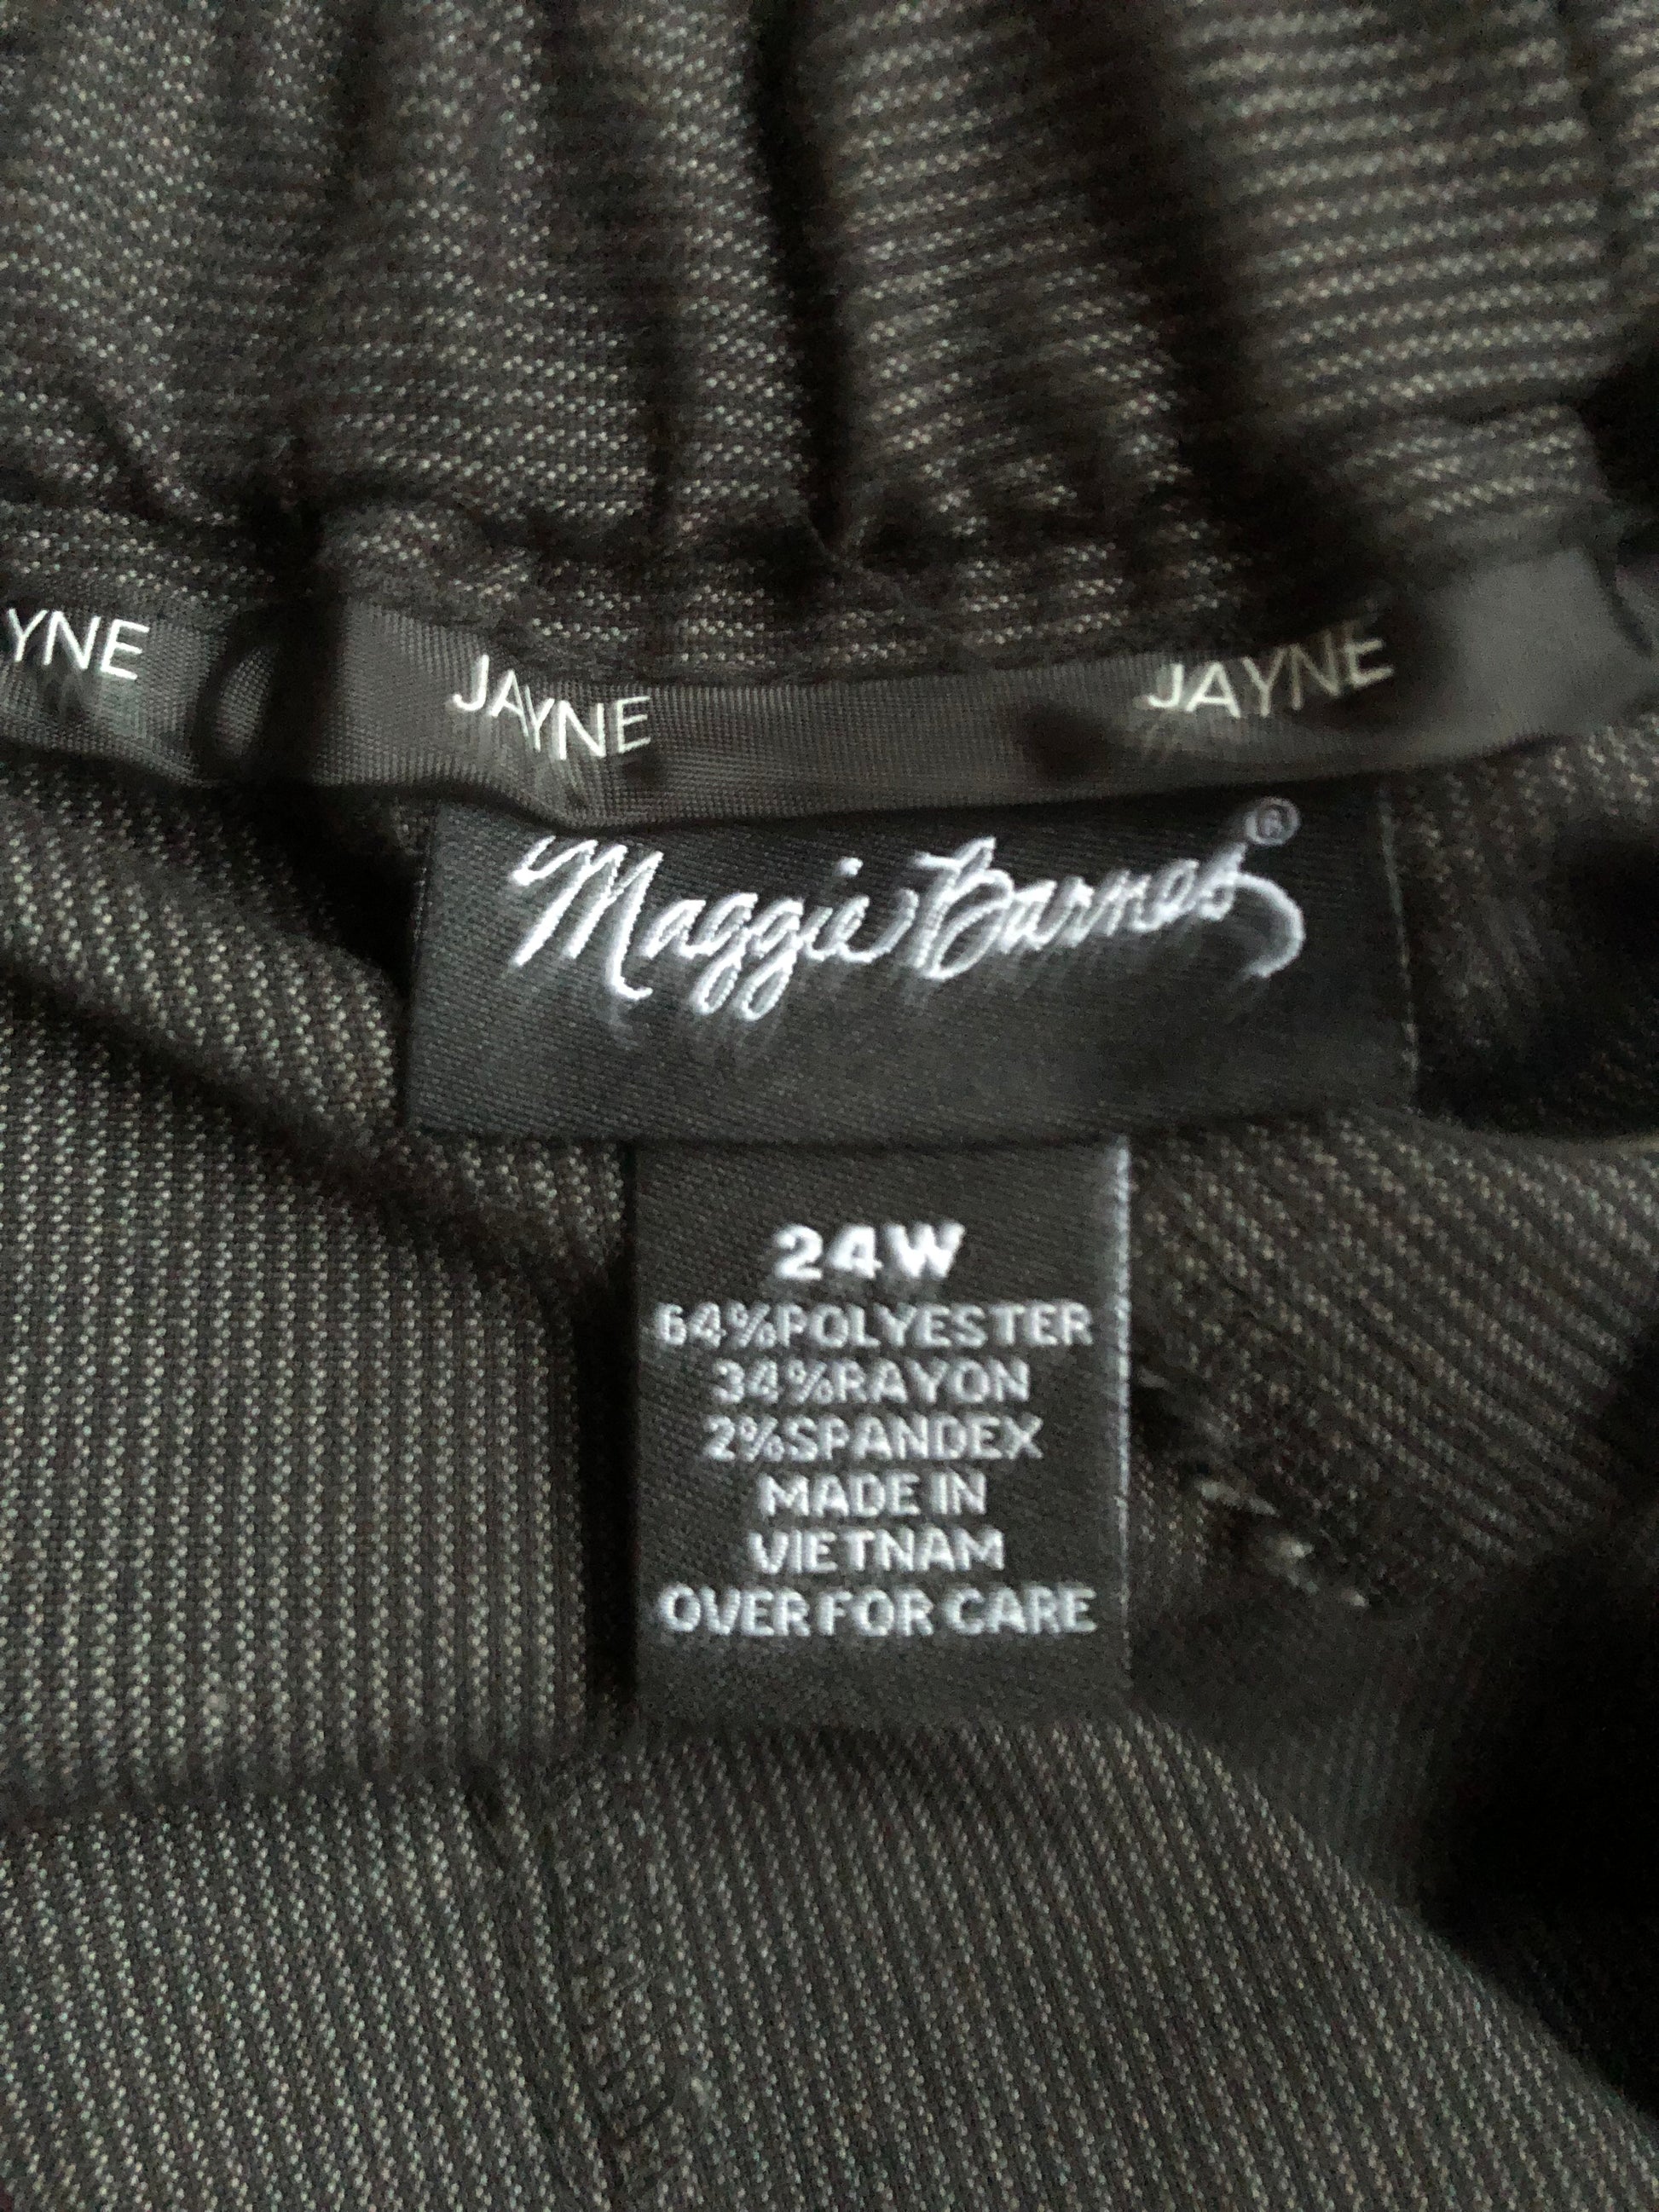 YNE JAYNE JAYNE
Maggie Barnes®
24W
64%POLYESTER
34%RAYON
2%SPANDEX
MADE IN
VIETNAM
OVER FOR CARE